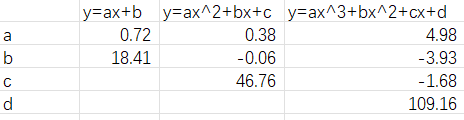 y=ax+b y=ax^2+bx+c y=ax^3+bx^2+cx+d
a 0.72 0.38 4.98
b 18.41 -0.06 -3.93
c 46.76 -1.68
d 109.16